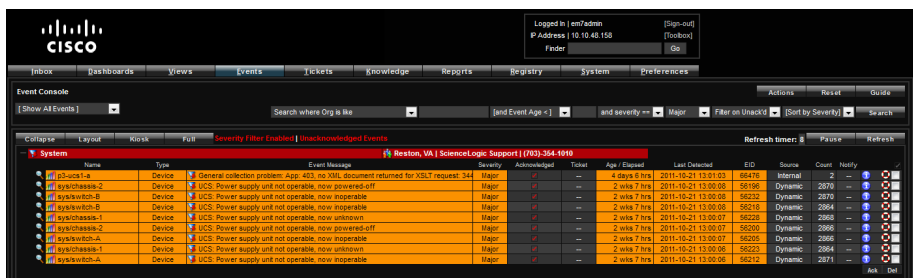 Logged In | em7admin [Sign-out]
IP Address | 10.10.48.158 [Toolbox]
Finder Go
CISCO
Inbox Dashboards Views Events Tickets Knowledge Reports Registry System Preferences
Event Console Actions Reset Guide
[ Show All Events ] Search where Org is like [and Event Age < ] and severity == Major Filter on Unack'd [Sort by Severity] Search
Collapse Layout Kiosk Full Severity Filter Enabled | Unacknowledged Events Refresh timer: 8 Pause Refresh
System Reston, VA | ScienceLogic Support | (703)-354-1010
Name Type Event Message Severity Acknowledged Ticket Age / Elapsed Last Detected EID Source Count Notify
p3-ucs1-a Device General collection problem: App: 403, no XML document returned for XSLT request: 344 Major -- 4 days 6 hrs 2011-10-21 13:01:03 66476 Internal 2 --
sys/chassis-2 Device UCS: Power supply unit not operable, now powered-off Major -- 2 wks 7 hrs 2011-10-21 13:00:08 56196 Dynamic 2870 --
sys/switch-B Device UCS: Power supply unit not operable, now inoperable Major -- 2 wks 7 hrs 2011-10-21 13:00:06 56232 Dynamic 2870 --
sys/switch-B Device UCS: Power supply unit not operable, now inoperable Major -- 2 wks 7 hrs 2011-10-21 13:00:08 56218 Dynamic 2864 --
sys/chassis-1 Device UCS: Power supply unit not operable, now unknown Major -- 2 wks 7 hrs 2011-10-21 13:00:07 56228 Dynamic 2868 --
sys/chassis-2 Device UCS: Power supply unit not operable, now powered-off Major -- 2 wks 7 hrs 2011-10-21 13:00:07 56200 Dynamic 2866 --
sys/switch-A Device UCS: Power supply unit not operable, now inoperable Major -- 2 wks 7 hrs 2011-10-21 13:00:07 56205 Dynamic 2866 --
sys/chassis-1 Device UCS: Power supply unit not operable, now unknown Major -- 2 wks 7 hrs 2011-10-21 13:00:06 56223 Dynamic 2864 --
sys/switch-A Device UCS: Power supply unit not operable, now inoperable Major -- 2 wks 7 hrs 2011-10-21 13:00:06 56212 Dynamic 2871 --
Ack Del